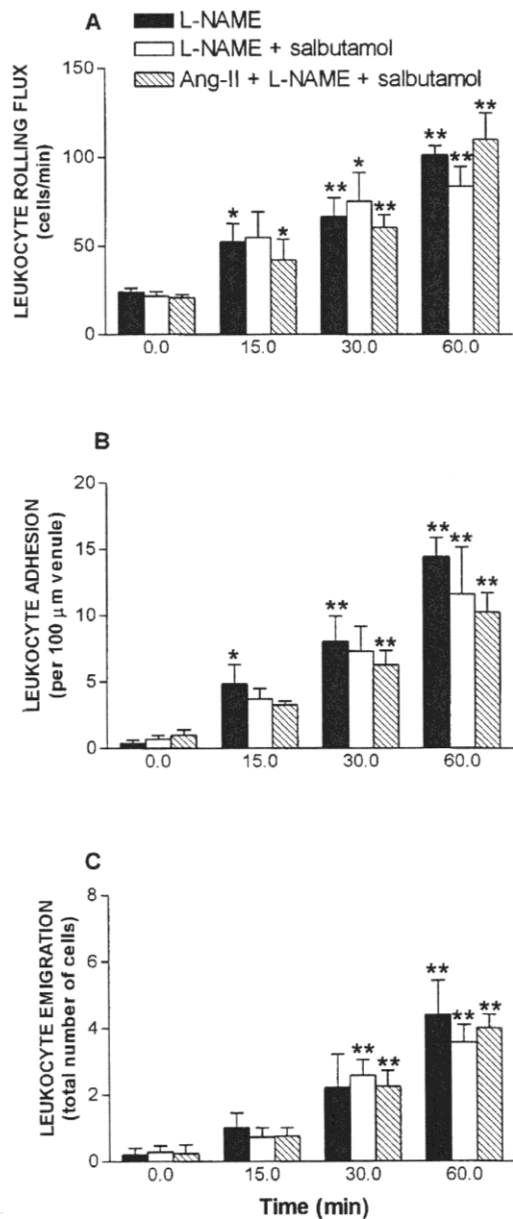 A
L-NAME
L-NAME + salbutamol
Ang-II + L-NAME + salbutamol
LEUKOCYTE ROLLING FLUX
(cells/min)
150
100
50
0
* * ** * ** ** ** **
0.0 15.0 30.0 60.0
B
LEUKOCYTE ADHESION
(per 100 μm venule)
20
15
10
5
0
* ** ** ** ** **
0.0 15.0 30.0 60.0
C
LEUKOCYTE EMIGRATION
(total number of cells)
8
6
4
2
0
** ** ** ** **
0.0 15.0 30.0 60.0
Time (min)